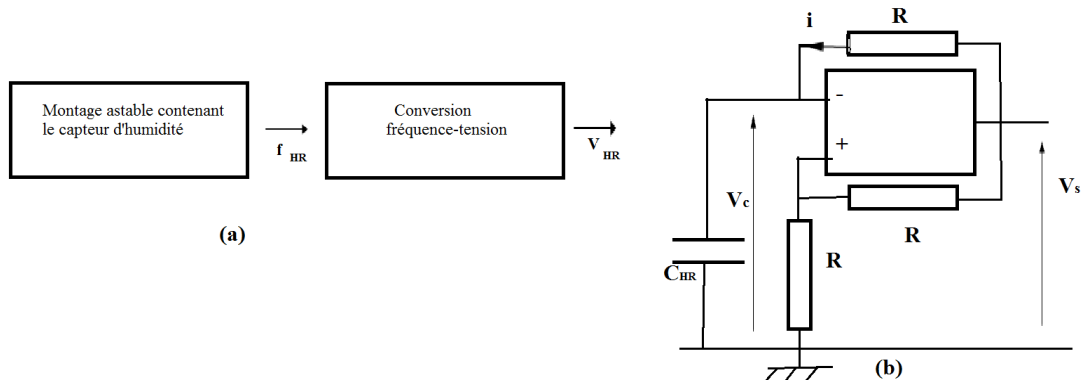 Montage astable contenant
le capteur d'humidité
f HR
Conversion
fréquence-tension
V HR
(a)
i
R
-
+
Vc
Vs
R
R
CHR
(b)